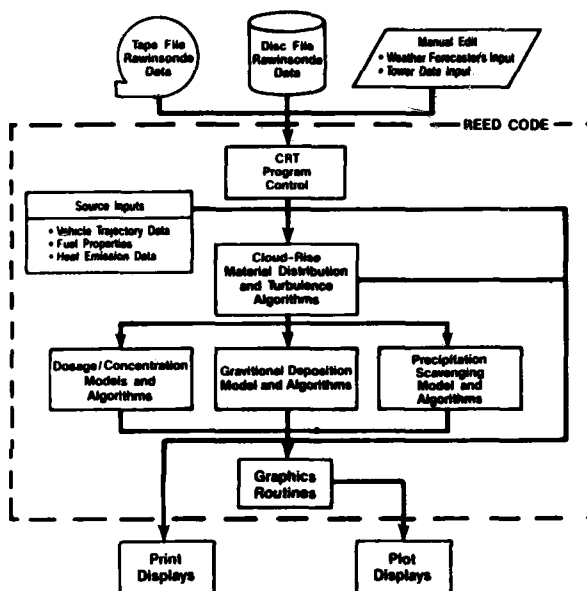 Tape File
Rawinsonde
Data
Disc File
Rawinsonde
Data
Manual Edit
• Weather Forecaster's Input
• Tower Data Input
REED CODE
CRT
Program
Control
Source Inputs
• Vehicle Trajectory Data
• Fuel Properties
• Heat Emission Data
Cloud-Rise
Material Distribution
and Turbulence
Algorithms
Dosage/Concentration
Models and
Algorithms
Gravitional Deposition
Model and Algorithms
Precipitation
Scavenging
Model and
Algorithms
Graphics
Routines
Print
Displays
Plot
Displays